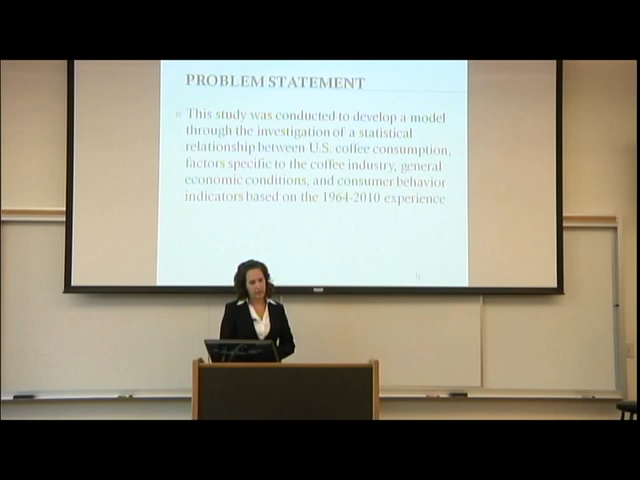 PROBLEM STATEMENT
This study was conducted to develop a model
through the investigation of a statistical
relationship between U.S. coffee consumption,
factors specific to the coffee industry, general
economic conditions, and consumer behavior
indicators based on the 1964-2010 experience